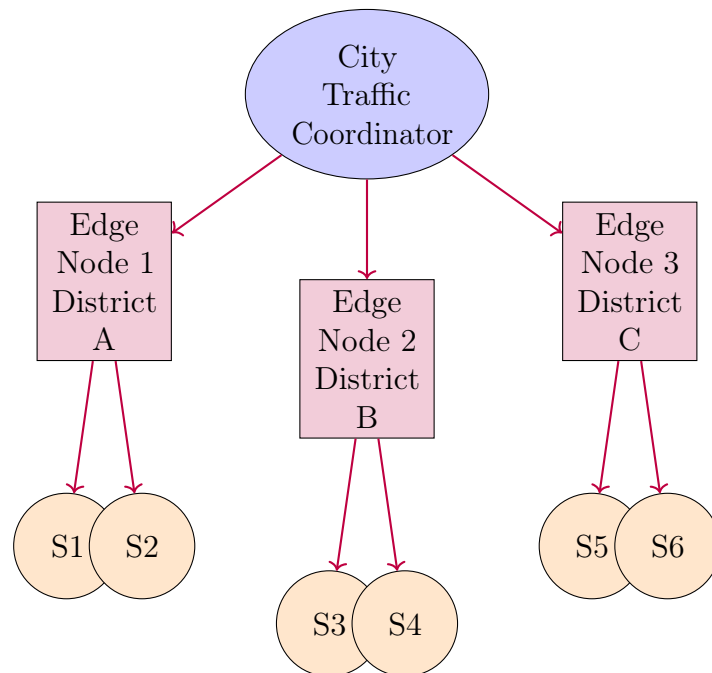 City
Traffic
Coordinator
Edge
Node 1
District
A
Edge
Node 2
District
B
Edge
Node 3
District
C
S1
S2
S3
S4
S5
S6